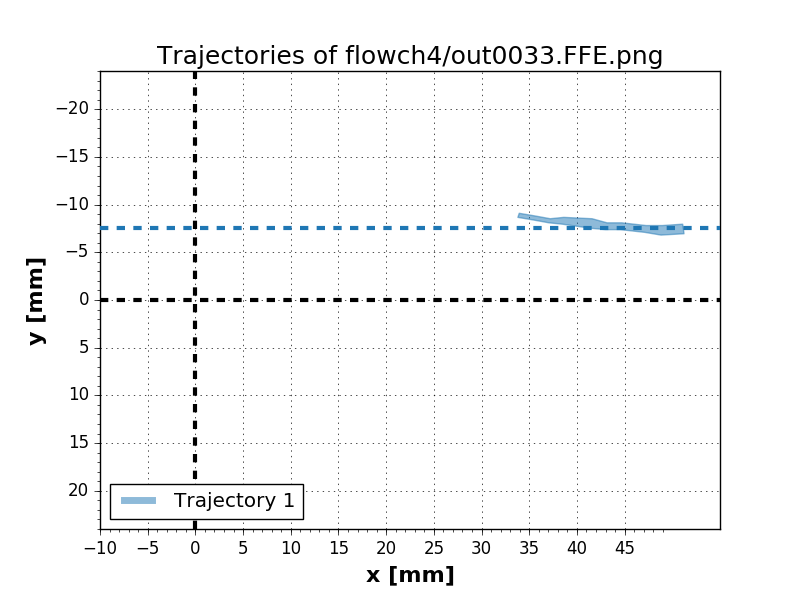 Trajectories of flowch4/out0033.FFE.png
−20
−15
−10
−5
0
5
10
15
20
y [mm]
Trajectory 1
−10 −5 0 5 10 15 20 25 30 35 40 45
x [mm]